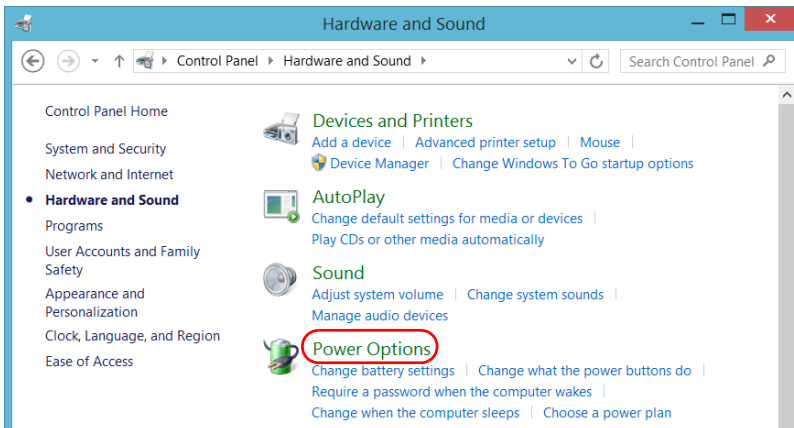 Hardware and Sound
Control Panel Hardware and Sound
Search Control Panel
Control Panel Home
System and Security
Network and Internet
Hardware and Sound
Programs
User Accounts and Family
Safety
Appearance and
Personalization
Clock, Language, and Region
Ease of Access
Devices and Printers
Add a device Advanced printer setup Mouse
Device Manager Change Windows To Go startup options
AutoPlay
Change default settings for media or devices
Play CDs or other media automatically
Sound
Adjust system volume Change system sounds
Manage audio devices
Power Options
Change battery settings Change what the power buttons do
Require a password when the computer wakes
Change when the computer sleeps Choose a power plan